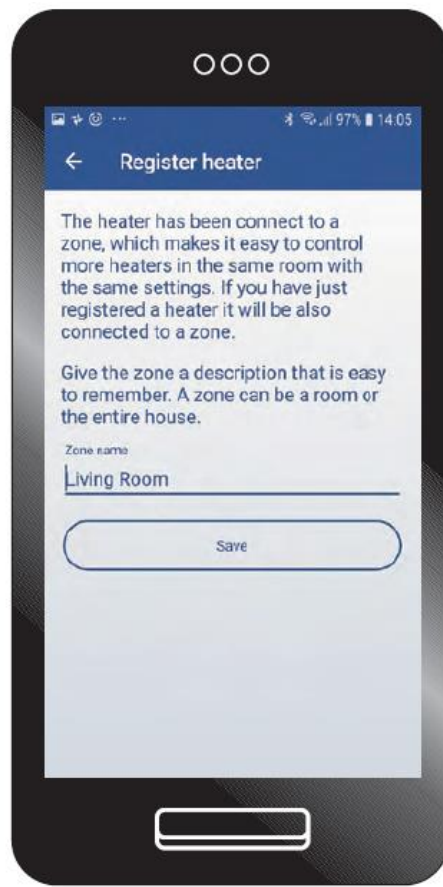 97% 14.05
Register heater
The heater has been connect to a
zone, which makes it easy to control
more heaters in the same room with
the same settings. If you have just
registered a heater it will be also
connected to a zone.
Give the zone a description that is easy
to remember. A zone can be a room or
the entire house.
Zone name
Living Room
Save